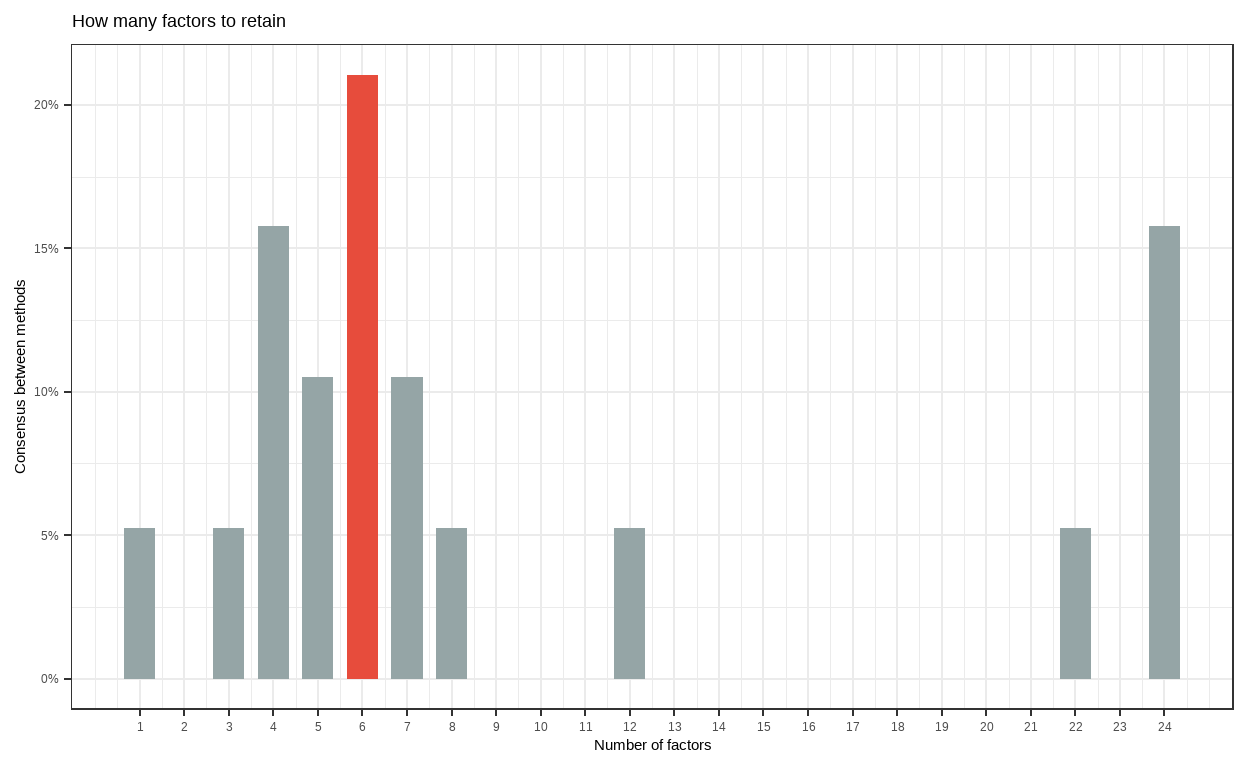 How many factors to retain
Consensus between methods
20%
15%
10%
5%
0%
1 2 3 4 5 6 7 8 9 10 11 12 13 14 15 16 17 18 19 20 21 22 23 24
Number of factors